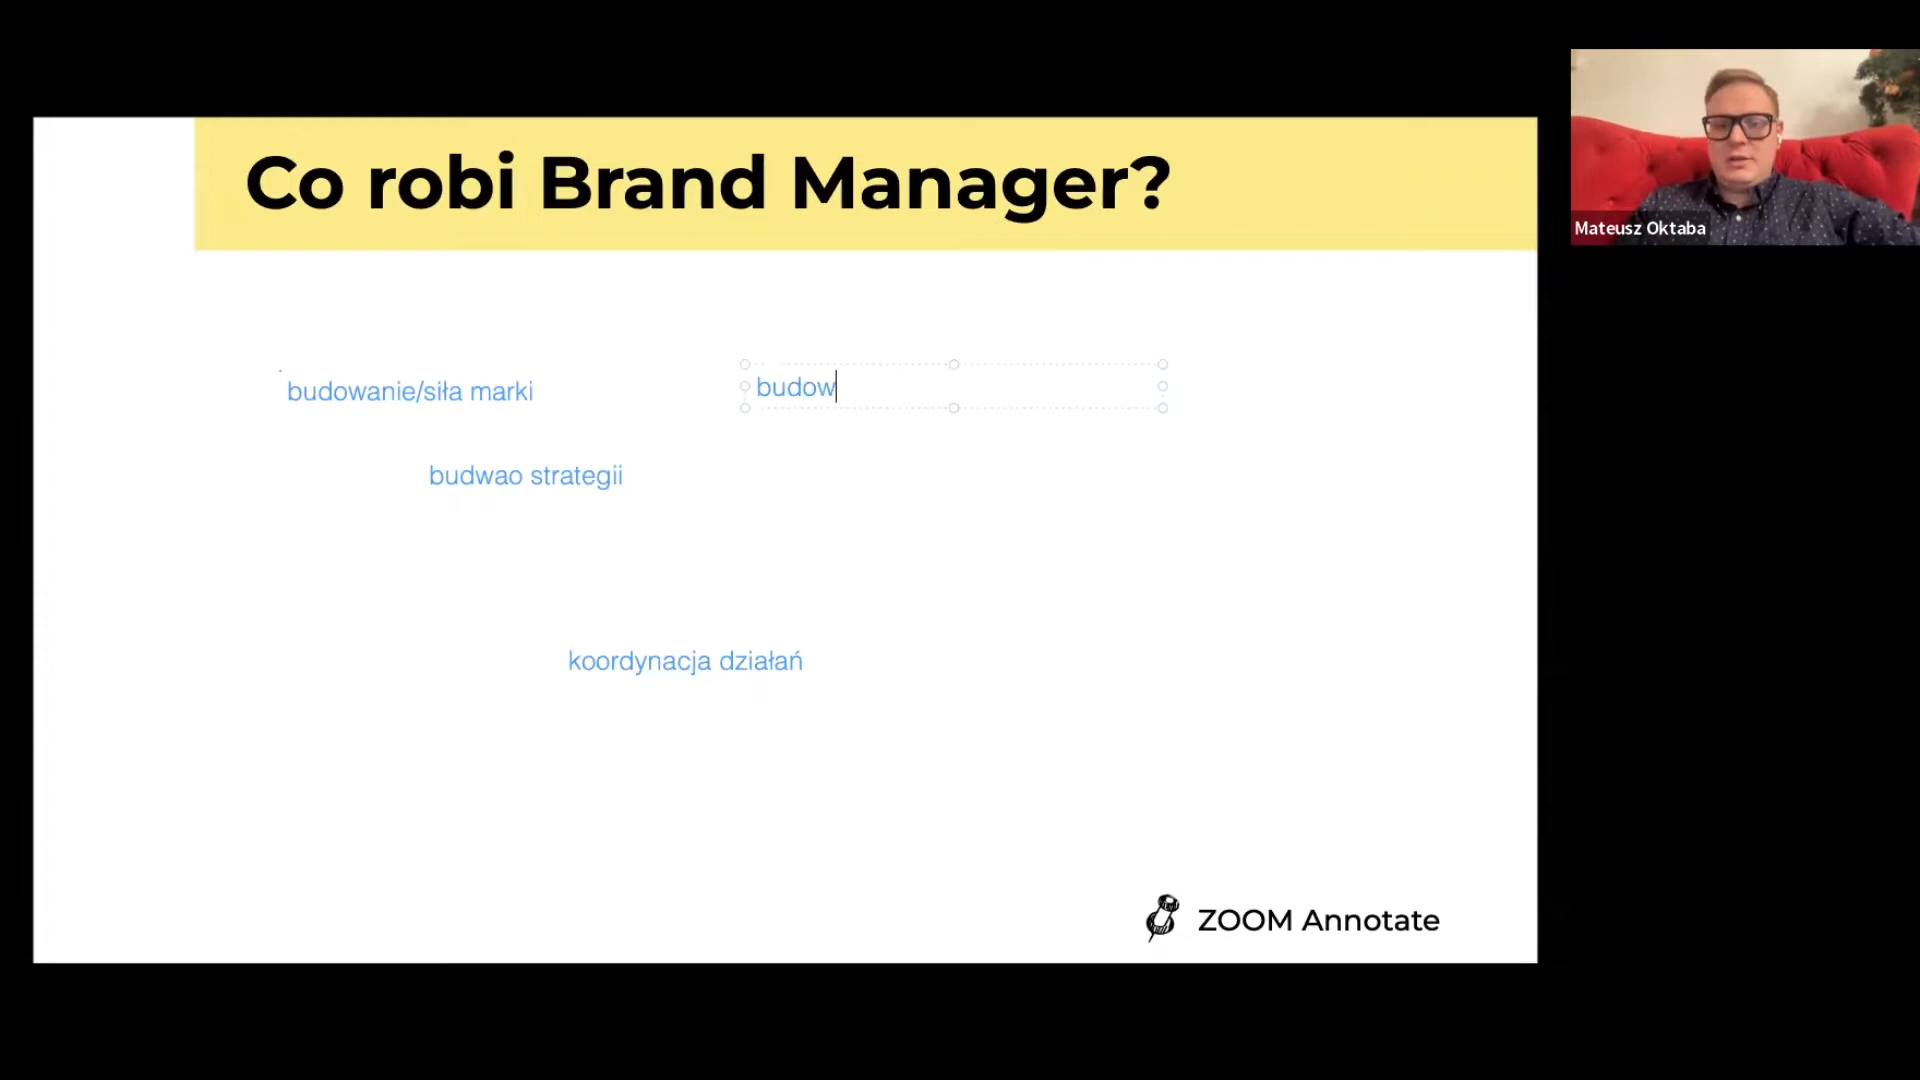 Co robi Brand Manager?
Mateusz Oktaba
budowanie/siła marki
budow
budwao strategii
koordynacja działań
ZOOM Annotate